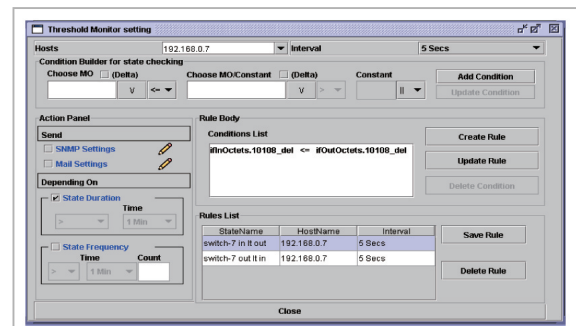 Threshold Monitor setting
Hosts 192.168.0.7 Interval 5 Secs
Condition Builder for state checking
Choose MO (Delta) Choose MO/Constant (Delta) Constant
V <= V > || Add Condition
Update Condition
Action Panel Rule Body
Send Conditions List
SNMP Settings ifInOctets.10108_del <= ifOutOctets.10108_del Create Rule
Mail Settings Update Rule
Depending On Delete Condition
State Duration
Time Rules List
> 1 Min StateName HostName Interval Save Rule
switch-7 in lt out 192.168.0.7 5 Secs
State Frequency switch-7 out lt in 192.168.0.7 5 Secs
Time Count
> 1 Min Delete Rule
Close